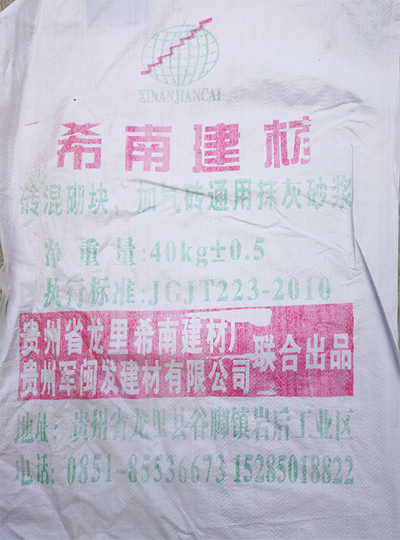 XINANJIANCAI
希南建材
砖混砌块，加气砖通用抹灰砂浆
净重量:40kg±0.5
执行标准:JGJT223-2010
贵州省龙里希南建材厂
贵州军闽发建材有限公司
联合出品
地址:贵州省龙里县谷脚镇岩后工业区
电话:0851-85536673 15285018822